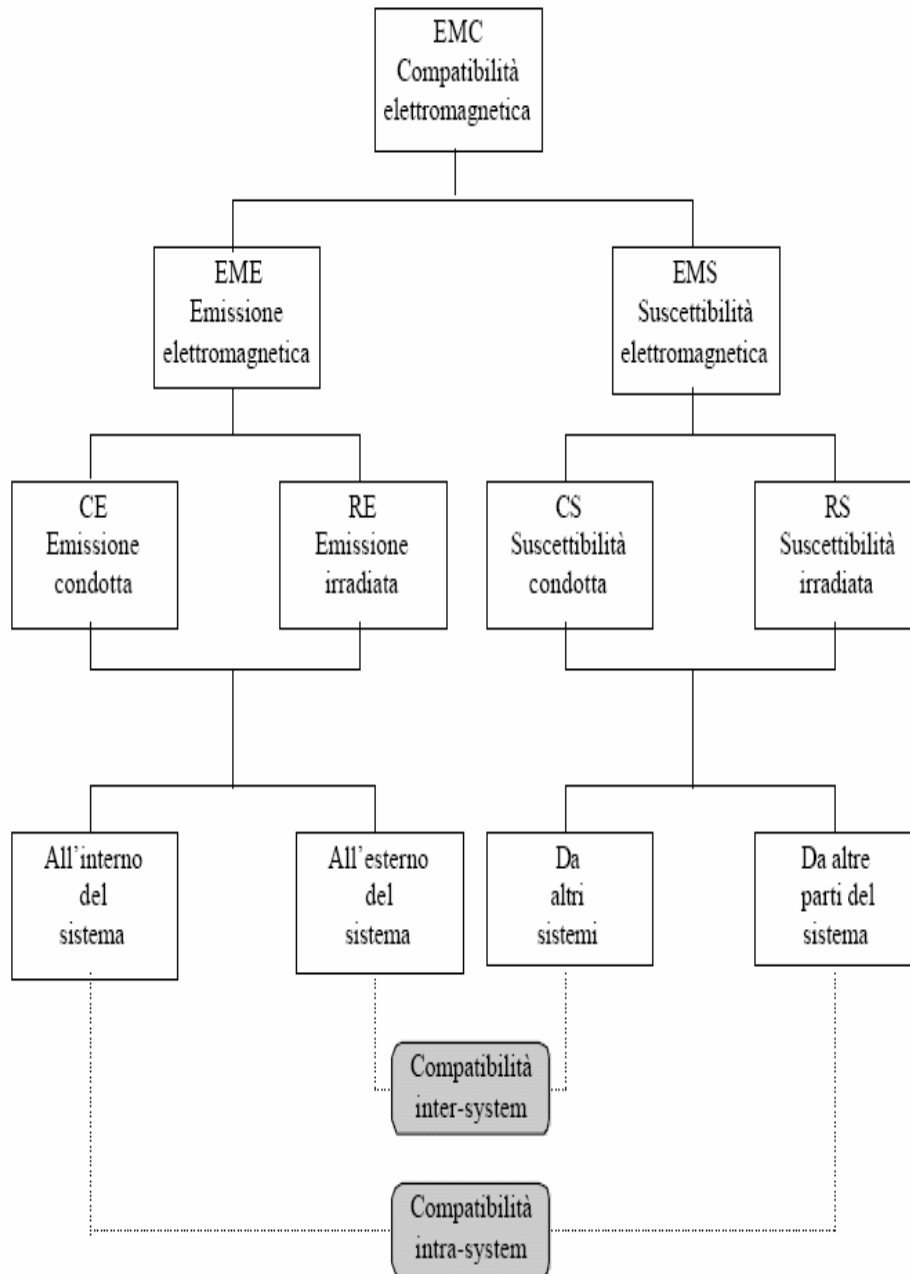 EMC
Compatibilità
elettromagnetica
EME
Emissione
elettromagnetica
EMS
Suscettibilità
elettromagnetica
CE
Emissione
condotta
RE
Emissione
irradiata
CS
Suscettibilità
condotta
RS
Suscettibilità
irradiata
All'interno
del
sistema
All'esterno
del
sistema
Da
altri
sistemi
Da altre
parti del
sistema
Compatibilità
inter-system
Compatibilità
intra-system